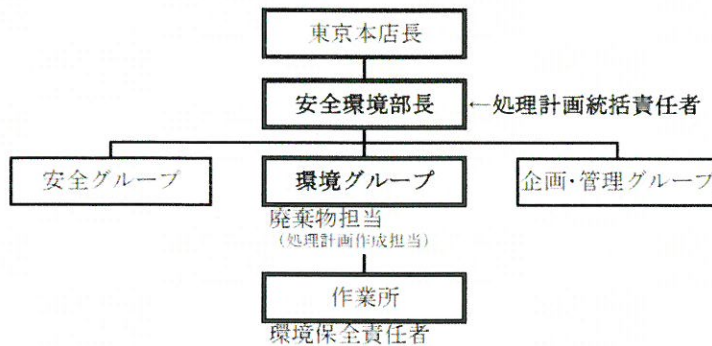 東京本店長
安全環境部長 ←処理計画統括責任者
安全グループ 環境グループ 企画・管理グループ
廃棄物担当
（処理計画作成担当）
作業所
環境保全責任者